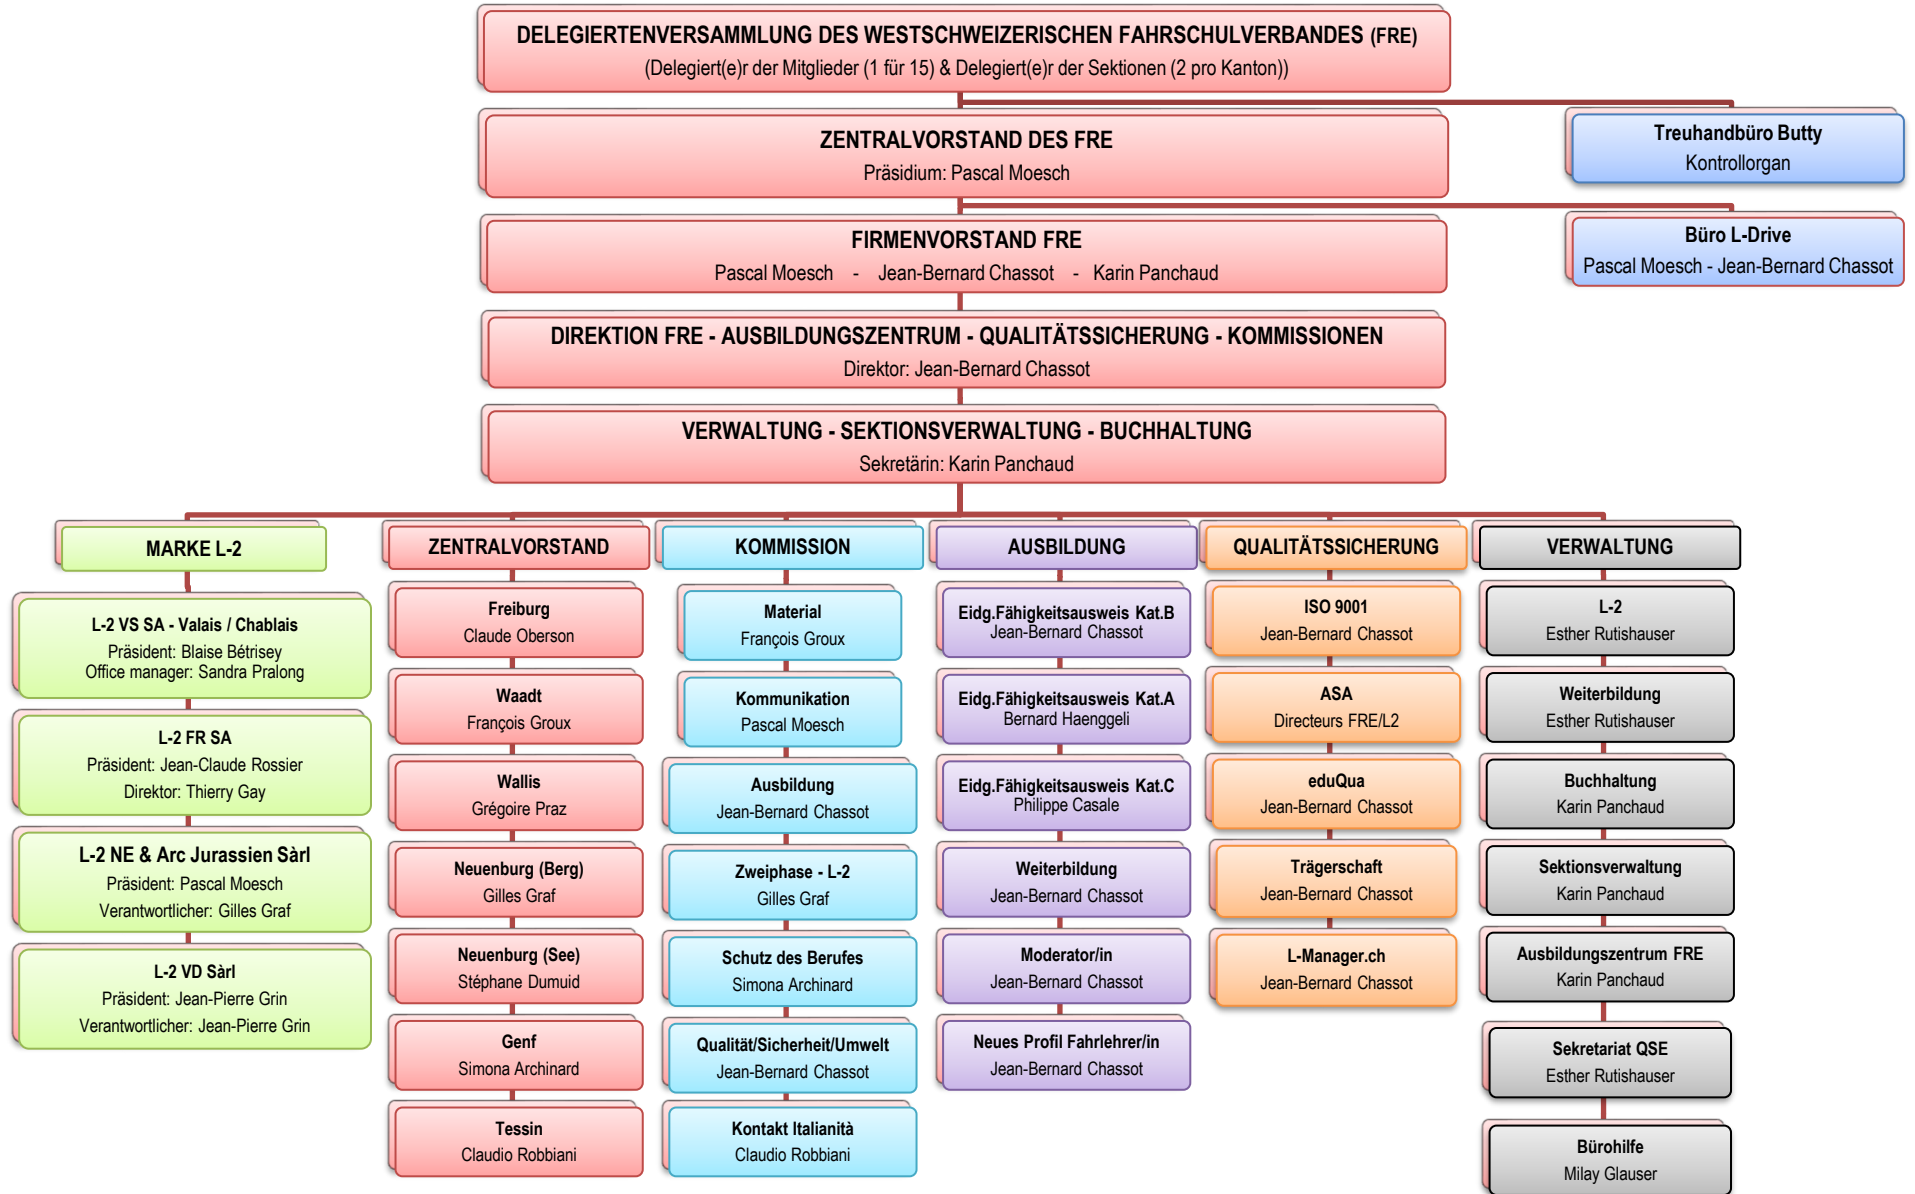 DELEGIERTENVERSAMMLUNG DES WESTSCHWEIZERISCHEN FAHRSCHULVERBANDES (FRE)
(Delegiert(e)r der Mitglieder (1 für 15) & Delegiert(e)r der Sektionen (2 pro Kanton))
Treuhandbüro Butty
Kontrollorgan
ZENTRALVORSTAND DES FRE
Präsidium: Pascal Moesch
Büro L-Drive
Pascal Moesch - Jean-Bernard Chassot
FIRMENVORSTAND FRE
Pascal Moesch - Jean-Bernard Chassot - Karin Panchaud
DIREKTION FRE - AUSBILDUNGSZENTRUM - QUALITÄTSSICHERUNG - KOMMISSIONEN
Direktor: Jean-Bernard Chassot
VERWALTUNG - SEKTIONSVERWALTUNG - BUCHHALTUNG
Sekretärin: Karin Panchaud
MARKE L-2
L-2 VS SA - Valais / Chablais
Präsident: Blaise Bétrisey
Office manager: Sandra Pralong
L-2 FR SA
Präsident: Jean-Claude Rossier
Direktor: Thierry Gay
L-2 NE & Arc Jurassien Sàrl
Präsident: Pascal Moesch
Verantwortlicher: Gilles Graf
L-2 VD Sàrl
Präsident: Jean-Pierre Grin
Verantwortlicher: Jean-Pierre Grin
ZENTRALVORSTAND
Freiburg
Claude Oberson
Waadt
François Groux
Wallis
Grégoire Praz
Neuenburg (Berg)
Gilles Graf
Neuenburg (See)
Stéphane Dumuid
Genf
Simona Archinard
Tessin
Claudio Robbiani
KOMMISSION
Material
François Groux
Kommunikation
Pascal Moesch
Ausbildung
Jean-Bernard Chassot
Zweiphase - L-2
Gilles Graf
Schutz des Berufes
Simona Archinard
Qualität/Sicherheit/Umwelt
Jean-Bernard Chassot
Kontakt Italianità
Claudio Robbiani
AUSBILDUNG
Eidg.Fähigkeitsausweis Kat.B
Jean-Bernard Chassot
Eidg.Fähigkeitsausweis Kat.A
Bernard Haenggeli
Eidg.Fähigkeitsausweis Kat.C
Philippe Casale
Weiterbildung
Jean-Bernard Chassot
Moderator/in
Jean-Bernard Chassot
Neues Profil Fahrlehrer/in
Jean-Bernard Chassot
QUALITÄTSSICHERUNG
ISO 9001
Jean-Bernard Chassot
ASA
Directeurs FRE/L2
eduQua
Jean-Bernard Chassot
Trägerschaft
Jean-Bernard Chassot
L-Manager.ch
Jean-Bernard Chassot
VERWALTUNG
L-2
Esther Rutishauser
Weiterbildung
Esther Rutishauser
Buchhaltung
Karin Panchaud
Sektionsverwaltung
Karin Panchaud
Ausbildungszentrum FRE
Karin Panchaud
Sekretariat QSE
Esther Rutishauser
Bürohilfe
Milay Glauser